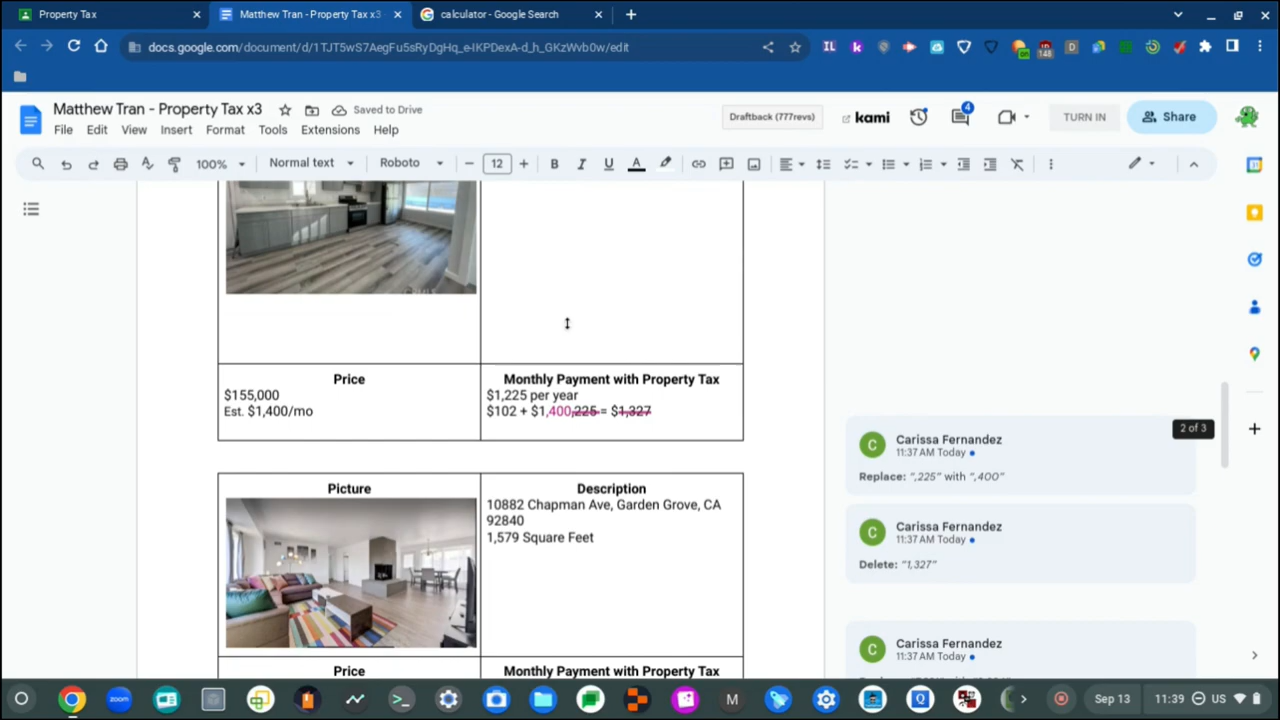 Property Tax
Matthew Tran - Property Tax x3
calculator - Google Search
docs.google.com/document/d/1TJT5wS7AegFu5sRyDgHq_e-IKPDexA-d_h_GKzWvb0w/edit
IL
k
on
148
D
Matthew Tran - Property Tax x3
Saved to Drive
File Edit View Insert Format Tools Extensions Help
Draftback (777revs)
kami
4
TURN IN
Share
100%
Normal text
Roboto
12
B I U A
Price
$155,000
Est. $1,400/mo
Monthly Payment with Property Tax
$1,225 per year
$102 + $1,400,225 = $1,327
Picture
Description
10882 Chapman Ave, Garden Grove, CA
92840
1,579 Square Feet
Price
Monthly Payment with Property Tax
C
Carissa Fernandez
11:37 AM Today
Replace: “,225” with “,400”
2 of 3
C
Carissa Fernandez
11:37 AM Today
Delete: “1,327”
C
Carissa Fernandez
11:37 AM Today
zoom
M
Q
Sep 13
11:39
US